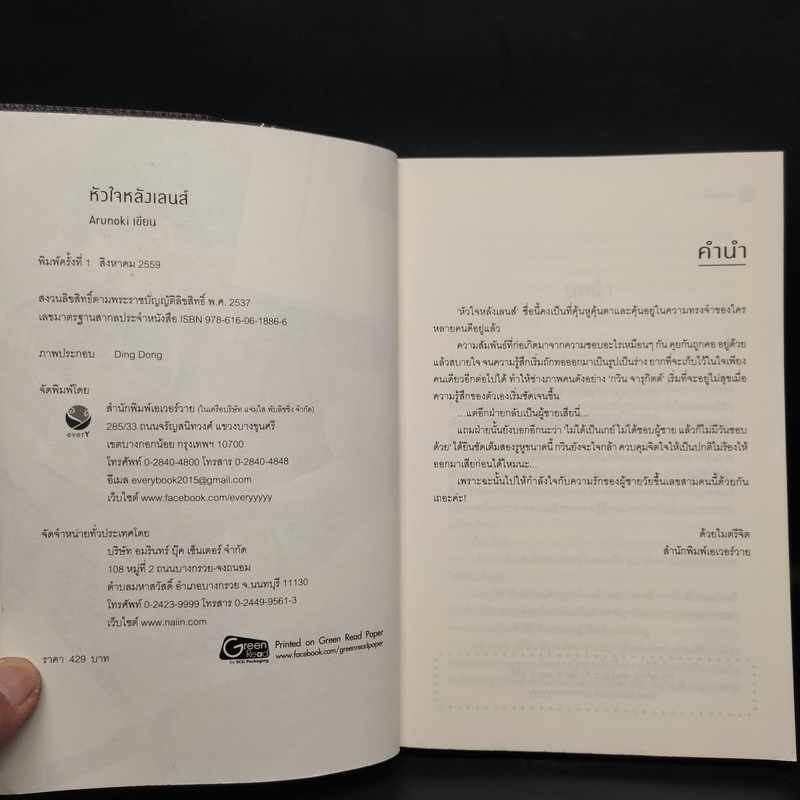 หัวใจหลังเลนส์
Arunoki เขียน
พิมพ์ครั้งที่ 1 สิงหาคม 2559
สงวนลิขสิทธิ์ตามพระราชบัญญัติลิขสิทธิ์ พ.ศ. 2537
เลขมาตรฐานสากลประจำหนังสือ ISBN 978-616-06-1886-6
ภาพประกอบ Ding Dong
จัดพิมพ์โดย
everY
สำนักพิมพ์เอเวอร์วาย (ในเครือบริษัท แจ่มใส พับลิชชิ่ง จำกัด)
285/33 ถนนจรัญสนิทวงศ์ แขวงบางขุนศรี
เขตบางกอกน้อย กรุงเทพฯ 10700
โทรศัพท์ 0-2840-4800 โทรสาร 0-2840-4848
อีเมล everybook2015@gmail.com
เว็บไซต์ www.facebook.com/everyyyyy
จัดจำหน่ายทั่วประเทศโดย
บริษัท อมรินทร์ บุ๊ค เซ็นเตอร์ จำกัด
108 หมู่ที่ 2 ถนนบางกรวย-จงถนอม
ตำบลมหาสวัสดิ์ อำเภอบางกรวย จ.นนทบุรี 11130
โทรศัพท์ 0-2423-9999 โทรสาร 0-2449-9561-3
เว็บไซต์ www.naiin.com
ราคา 429 บาท
Green Read
by SCG Packaging
Printed on Green Read Paper
www.facebook.com/greenreadpaper
คำนำ
'หัวใจหลังเลนส์' ชื่อนี้คงเป็นที่คุ้นหูคุ้นตาและคุ้นอยู่ในความทรงจำของใคร
หลายคนดีอยู่แล้ว
ความสัมพันธ์ที่ก่อเกิดมาจากความชอบอะไรเหมือนๆ กัน คุยกันถูกคอ อยู่ด้วย
แล้วสบายใจ จนความรู้สึกเริ่มถักทอออกมาเป็นรูปเป็นร่าง ยากที่จะเก็บไว้ในใจเพียง
คนเดียวอีกต่อไปได้ ทำให้ช่างภาพคนดังอย่าง 'กวิน จารุกิตต์' เริ่มที่จะอยู่ไม่สุขเมื่อ
ความรู้สึกของตัวเองเริ่มชัดเจนขึ้น
...แต่อีกฝ่ายกลับเป็นผู้ชายเสียนี่...
แถมฝ่ายนั้นยังบอกอีกนะว่า 'ไม่ได้เป็นเกย์ ไม่ได้ชอบผู้ชาย แล้วก็ไม่มีวันชอบ
ด้วย' ได้ยินชัดเต็มสองรูหูขนาดนี้ กวินยังจะใจกล้า ควบคุมจิตใจให้เป็นปกติไม่ร้องไห้
ออกมาเสียก่อนได้ไหมนะ...
เพราะฉะนั้นไปให้กำลังใจกับความรักของผู้ชายวัยขึ้นเลขสามคนนี้ด้วยกัน
เถอะค่ะ!
ด้วยไมตรีจิต
สำนักพิมพ์เอเวอร์วาย